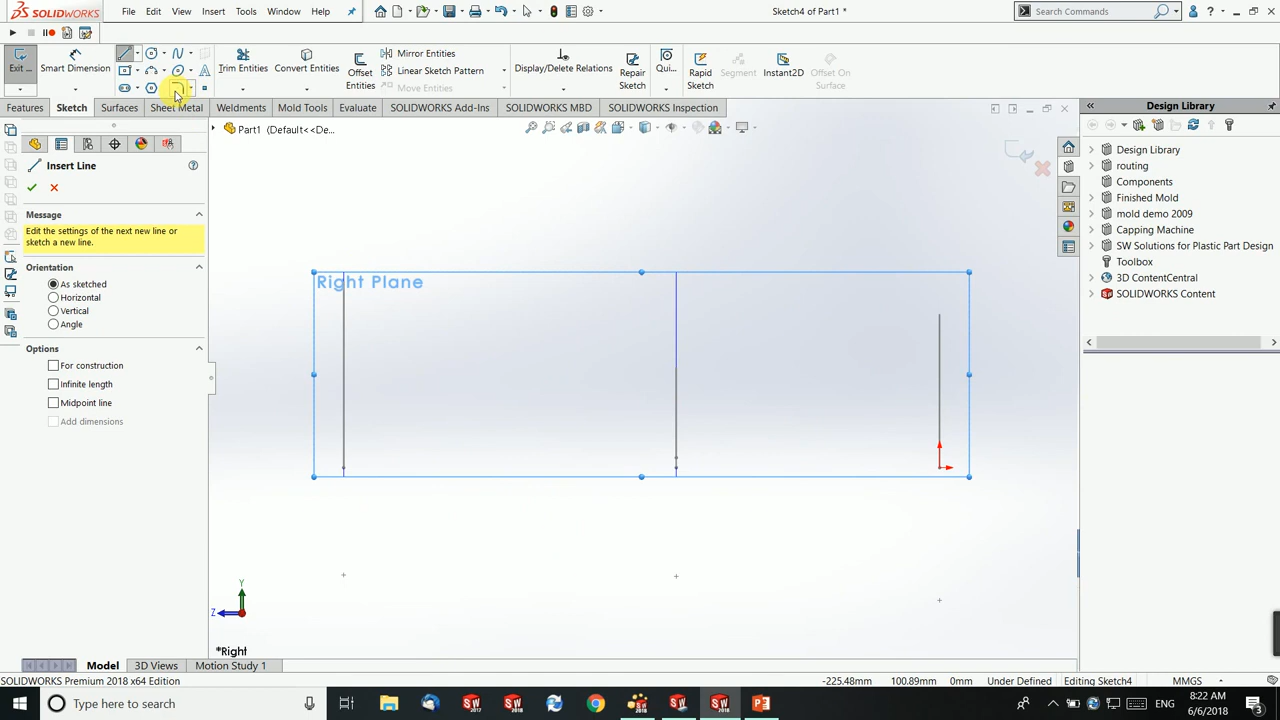 SOLIDWORKS
File
Edit
View
Insert
Tools
Window
Help
Sketch4 of Part1 *
Search Commands
Exit ...
Smart Dimension
Trim Entities
Convert Entities
Offset Entities
Mirror Entities
Linear Sketch Pattern
Move Entities
Display/Delete Relations
Repair Sketch
Qui...
Rapid Sketch
Segment
Instant2D
Offset On Surface
Features
Sketch
Surfaces
Sheet Metal
Weldments
Mold Tools
Evaluate
SOLIDWORKS Add-Ins
SOLIDWORKS MBD
SOLIDWORKS Inspection
Part1 (Default<<De...
Insert Line
Message
Edit the settings of the next new line or
sketch a new line.
Orientation
As sketched
Horizontal
Vertical
Angle
Options
For construction
Infinite length
Midpoint line
Add dimensions
Right Plane
Y
Z
*Right
Design Library
Design Library
routing
Components
Finished Mold
mold demo 2009
Capping Machine
SW Solutions for Plastic Part Design
Toolbox
3D ContentCentral
SOLIDWORKS Content
Model
3D Views
Motion Study 1
SOLIDWORKS Premium 2018 x64 Edition
-225.48mm
100.89mm
0mm
Under Defined
Editing Sketch4
MMGS
Type here to search
ENG
8:22 AM
6/6/2018